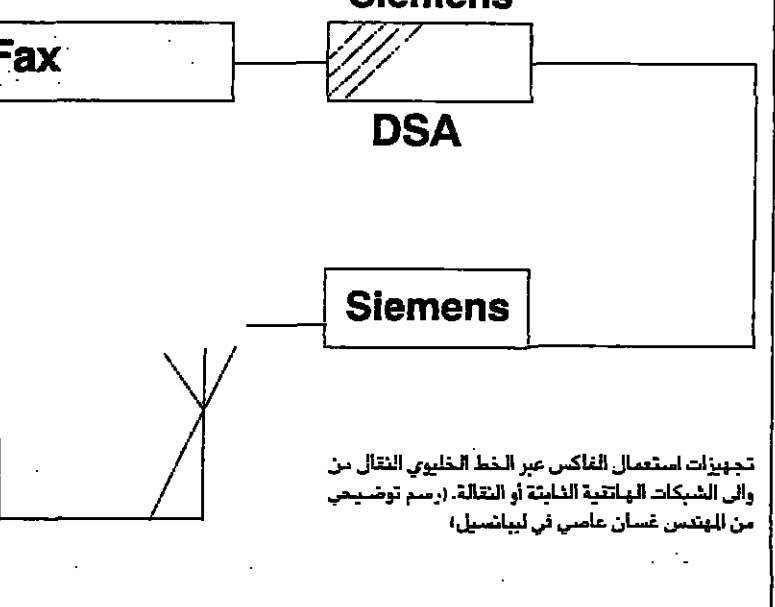 Siemens
Fax
DSA
Siemens
تجهيزات استعمال الفاكس عبر الخط الخليوي النقال من
والى الشبكات الهاتفية الثابتة أو النقالة. (رسم توضيحي
من المهندس غسان عاصي في ليبانسيل)